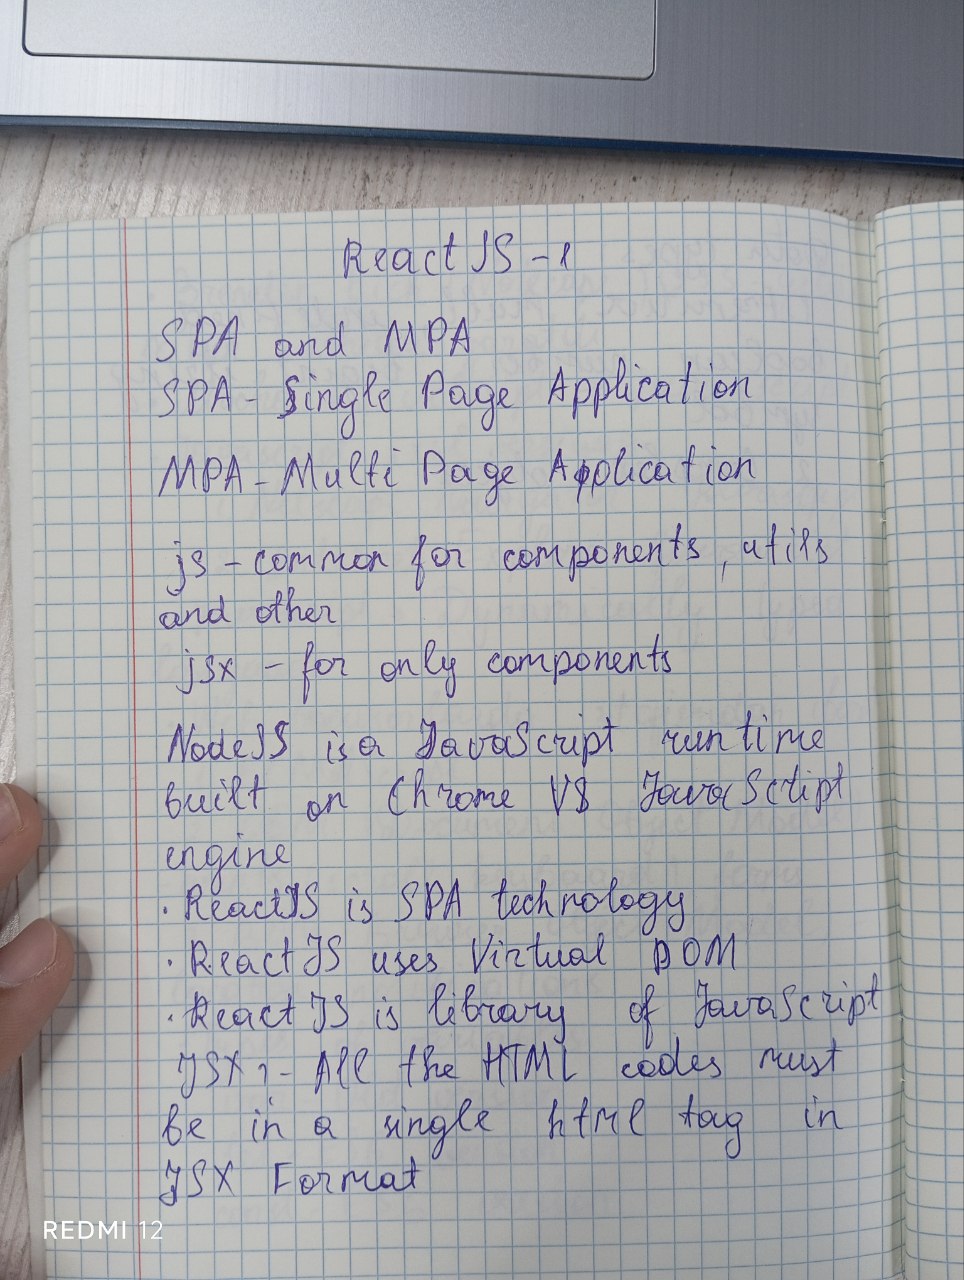 ReactJS-1
SPA and MPA
SPA - Single Page Application
MPA - Multi Page Application
js - common for components, utils
and other
jsx - for only components
NodeJS is a JavaScript runtime
built on Chrome V8 JavaScript
engine
· ReactJS is SPA technology
· ReactJS uses Virtual DOM
· ReactJS is library of JavaScript
JSX ; - All the HTML codes must
be in a single html tag in
JSX Format
REDMI 12